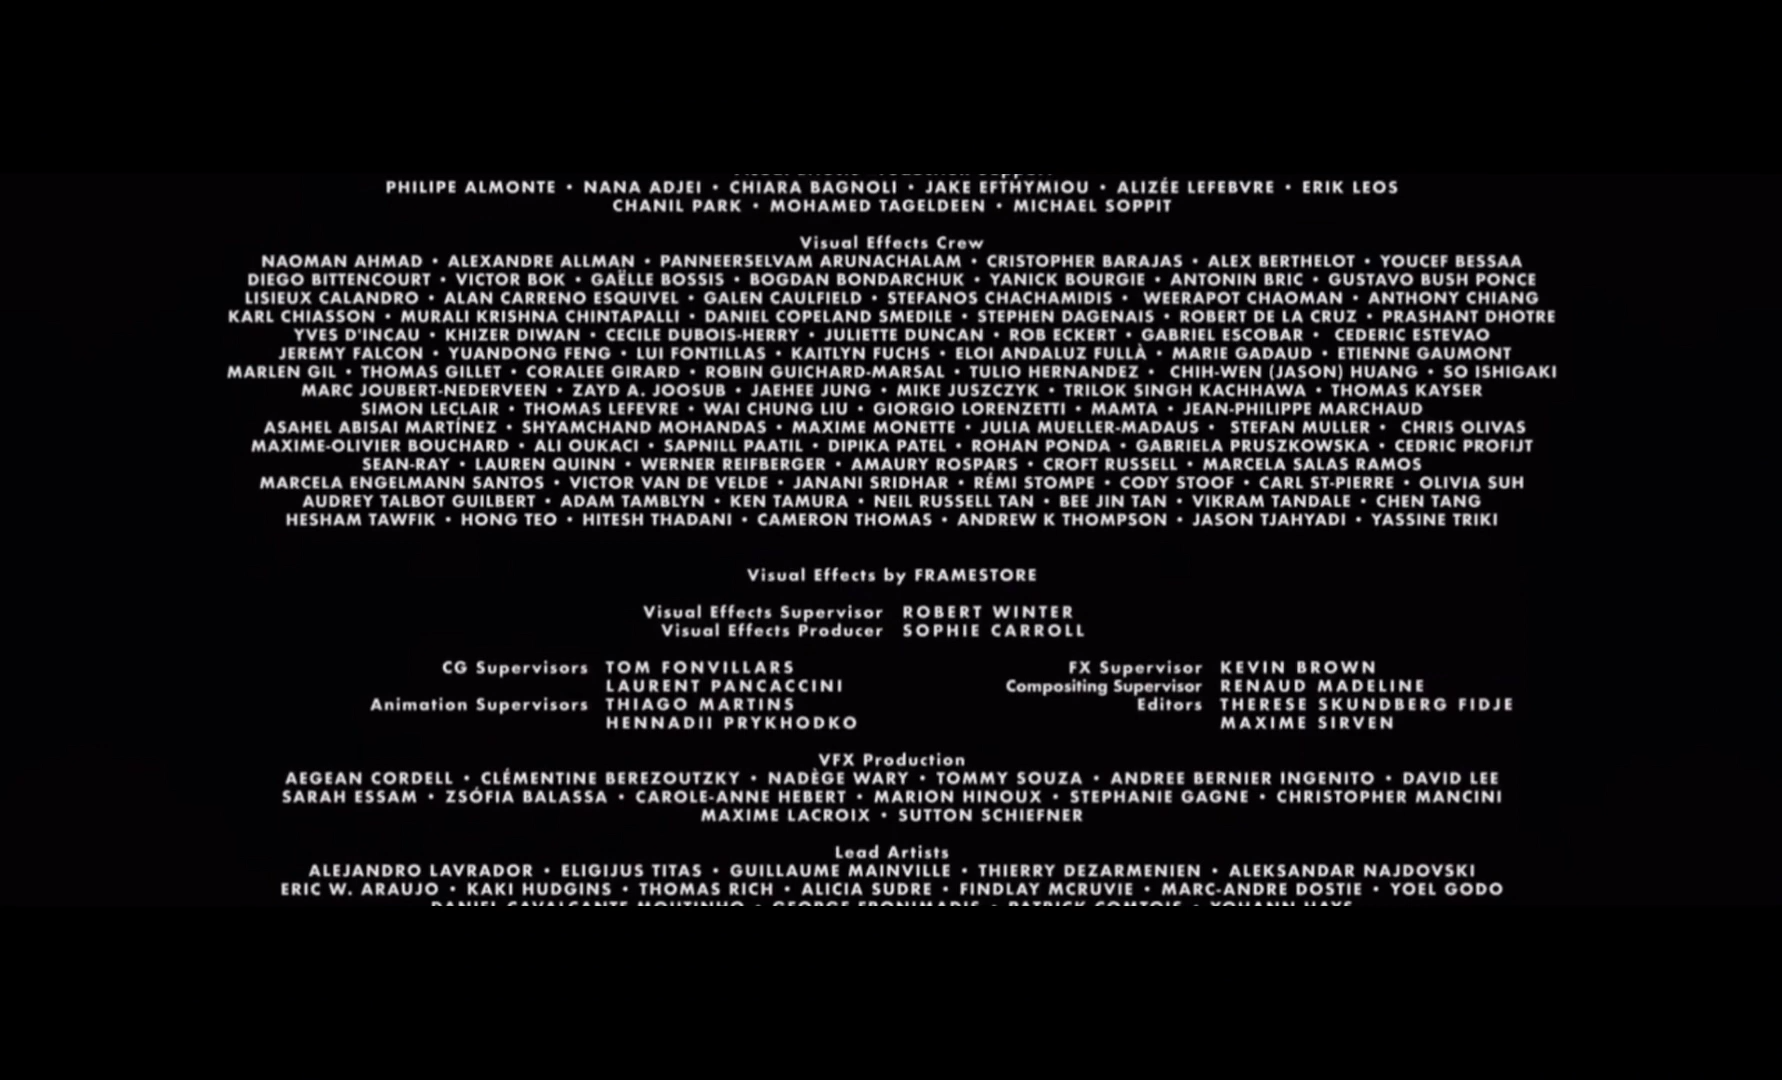 PHILIPE ALMONTE • NANA ADJEI • CHIARA BAGNOLI • JAKE EFTHYMIOU • ALIZÉE LEFEBVRE • ERIK LEOS
CHANIL PARK • MOHAMED TAGELDEEN • MICHAEL SOPPIT
Visual Effects Crew
NAOMAN AHMAD • ALEXANDRE ALLMAN • PANNEERSELVAM ARUNACHALAM • CRISTOPHER BARAJAS • ALEX BERTHELOT • YOUCEF BESSAA
DIEGO BITTENCOURT • VICTOR BOK • GAËLLE BOSSIS • BOGDAN BONDARCHUK • YANICK BOURGIE • ANTONIN BRIC • GUSTAVO BUSH PONCE
LISIEUX CALANDRO • ALAN CARRENO ESQUIVEL • GALEN CAULFIELD • STEFANOS CHACHAMIDIS • WEERAPOT CHAOMAN • ANTHONY CHIANG
KARL CHIASSON • MURALI KRISHNA CHINTAPALLI • DANIEL COPELAND SMEDILE • STEPHEN DAGENAIS • ROBERT DE LA CRUZ • PRASHANT DHOTRE
YVES D'INCAU • KHIZER DIWAN • CECILE DUBOIS-HERRY • JULIETTE DUNCAN • ROB ECKERT • GABRIEL ESCOBAR • CEDERIC ESTEVAO
JEREMY FALCON • YUANDONG FENG • LUI FONTILLAS • KAITLYN FUCHS • ELOI ANDALUZ FULLÀ • MARIE GADAUD • ETIENNE GAUMONT
MARLEN GIL • THOMAS GILLET • CORALEE GIRARD • ROBIN GUICHARD-MARSAL • TULIO HERNANDEZ • CHIH-WEN (JASON) HUANG • SO ISHIGAKI
MARC JOUBERT-NEDERVEEN • ZAYD A. JOOSUB • JAEHEE JUNG • MIKE JUSZCZYK • TRILOK SINGH KACHHAWA • THOMAS KAYSER
SIMON LECLAIR • THOMAS LEFEVRE • WAI CHUNG LIU • GIORGIO LORENZETTI • MAMTA • JEAN-PHILIPPE MARCHAUD
ASAHEL ABISAI MARTÍNEZ • SHYAMCHAND MOHANDAS • MAXIME MONETTE • JULIA MUELLER-MADAUS • STEFAN MULLER • CHRIS OLIVAS
MAXIME-OLIVIER BOUCHARD • ALI OUKACI • SAPNILL PAATIL • DIPIKA PATEL • ROHAN PONDA • GABRIELA PRUSZKOWSKA • CEDRIC PROFIJT
SEAN-RAY • LAUREN QUINN • WERNER REIFBERGER • AMAURY ROSPARS • CROFT RUSSELL • MARCELA SALAS RAMOS
MARCELA ENGELMANN SANTOS • VICTOR VAN DE VELDE • JANANI SRIDHAR • RÉMI STOMPE • CODY STOOF • CARL ST-PIERRE • OLIVIA SUH
AUDREY TALBOT GUILBERT • ADAM TAMBLYN • KEN TAMURA • NEIL RUSSELL TAN • BEE JIN TAN • VIKRAM TANDALE • CHEN TANG
HESHAM TAWFIK • HONG TEO • HITESH THADANI • CAMERON THOMAS • ANDREW K THOMPSON • JASON TJAHYADI • YASSINE TRIKI
Visual Effects by FRAMESTORE
Visual Effects Supervisor ROBERT WINTER
Visual Effects Producer SOPHIE CARROLL
CG Supervisors TOM FONVILLARS
LAURENT PANCACCINI
Animation Supervisors THIAGO MARTINS
HENNADII PRYKHODKO
FX Supervisor KEVIN BROWN
Compositing Supervisor RENAUD MADELINE
Editors THERESE SKUNDBERG FIDJE
MAXIME SIRVEN
VFX Production
AEGEAN CORDELL • CLÉMENTINE BEREZOUTZKY • NADÈGE WARY • TOMMY SOUZA • ANDREE BERNIER INGENITO • DAVID LEE
SARAH ESSAM • ZSÓFIA BALASSA • CAROLE-ANNE HEBERT • MARION HINOUX • STEPHANIE GAGNE • CHRISTOPHER MANCINI
MAXIME LACROIX • SUTTON SCHIEFNER
Lead Artists
ALEJANDRO LAVRADOR • ELIGIJUS TITAS • GUILLAUME MAINVILLE • THIERRY DEZARMENIEN • ALEKSANDAR NAJDOVSKI
ERIC W. ARAUJO • KAKI HUDGINS • THOMAS RICH • ALICIA SUDRE • FINDLAY MCRUVIE • MARC-ANDRE DOSTIE • YOEL GODO